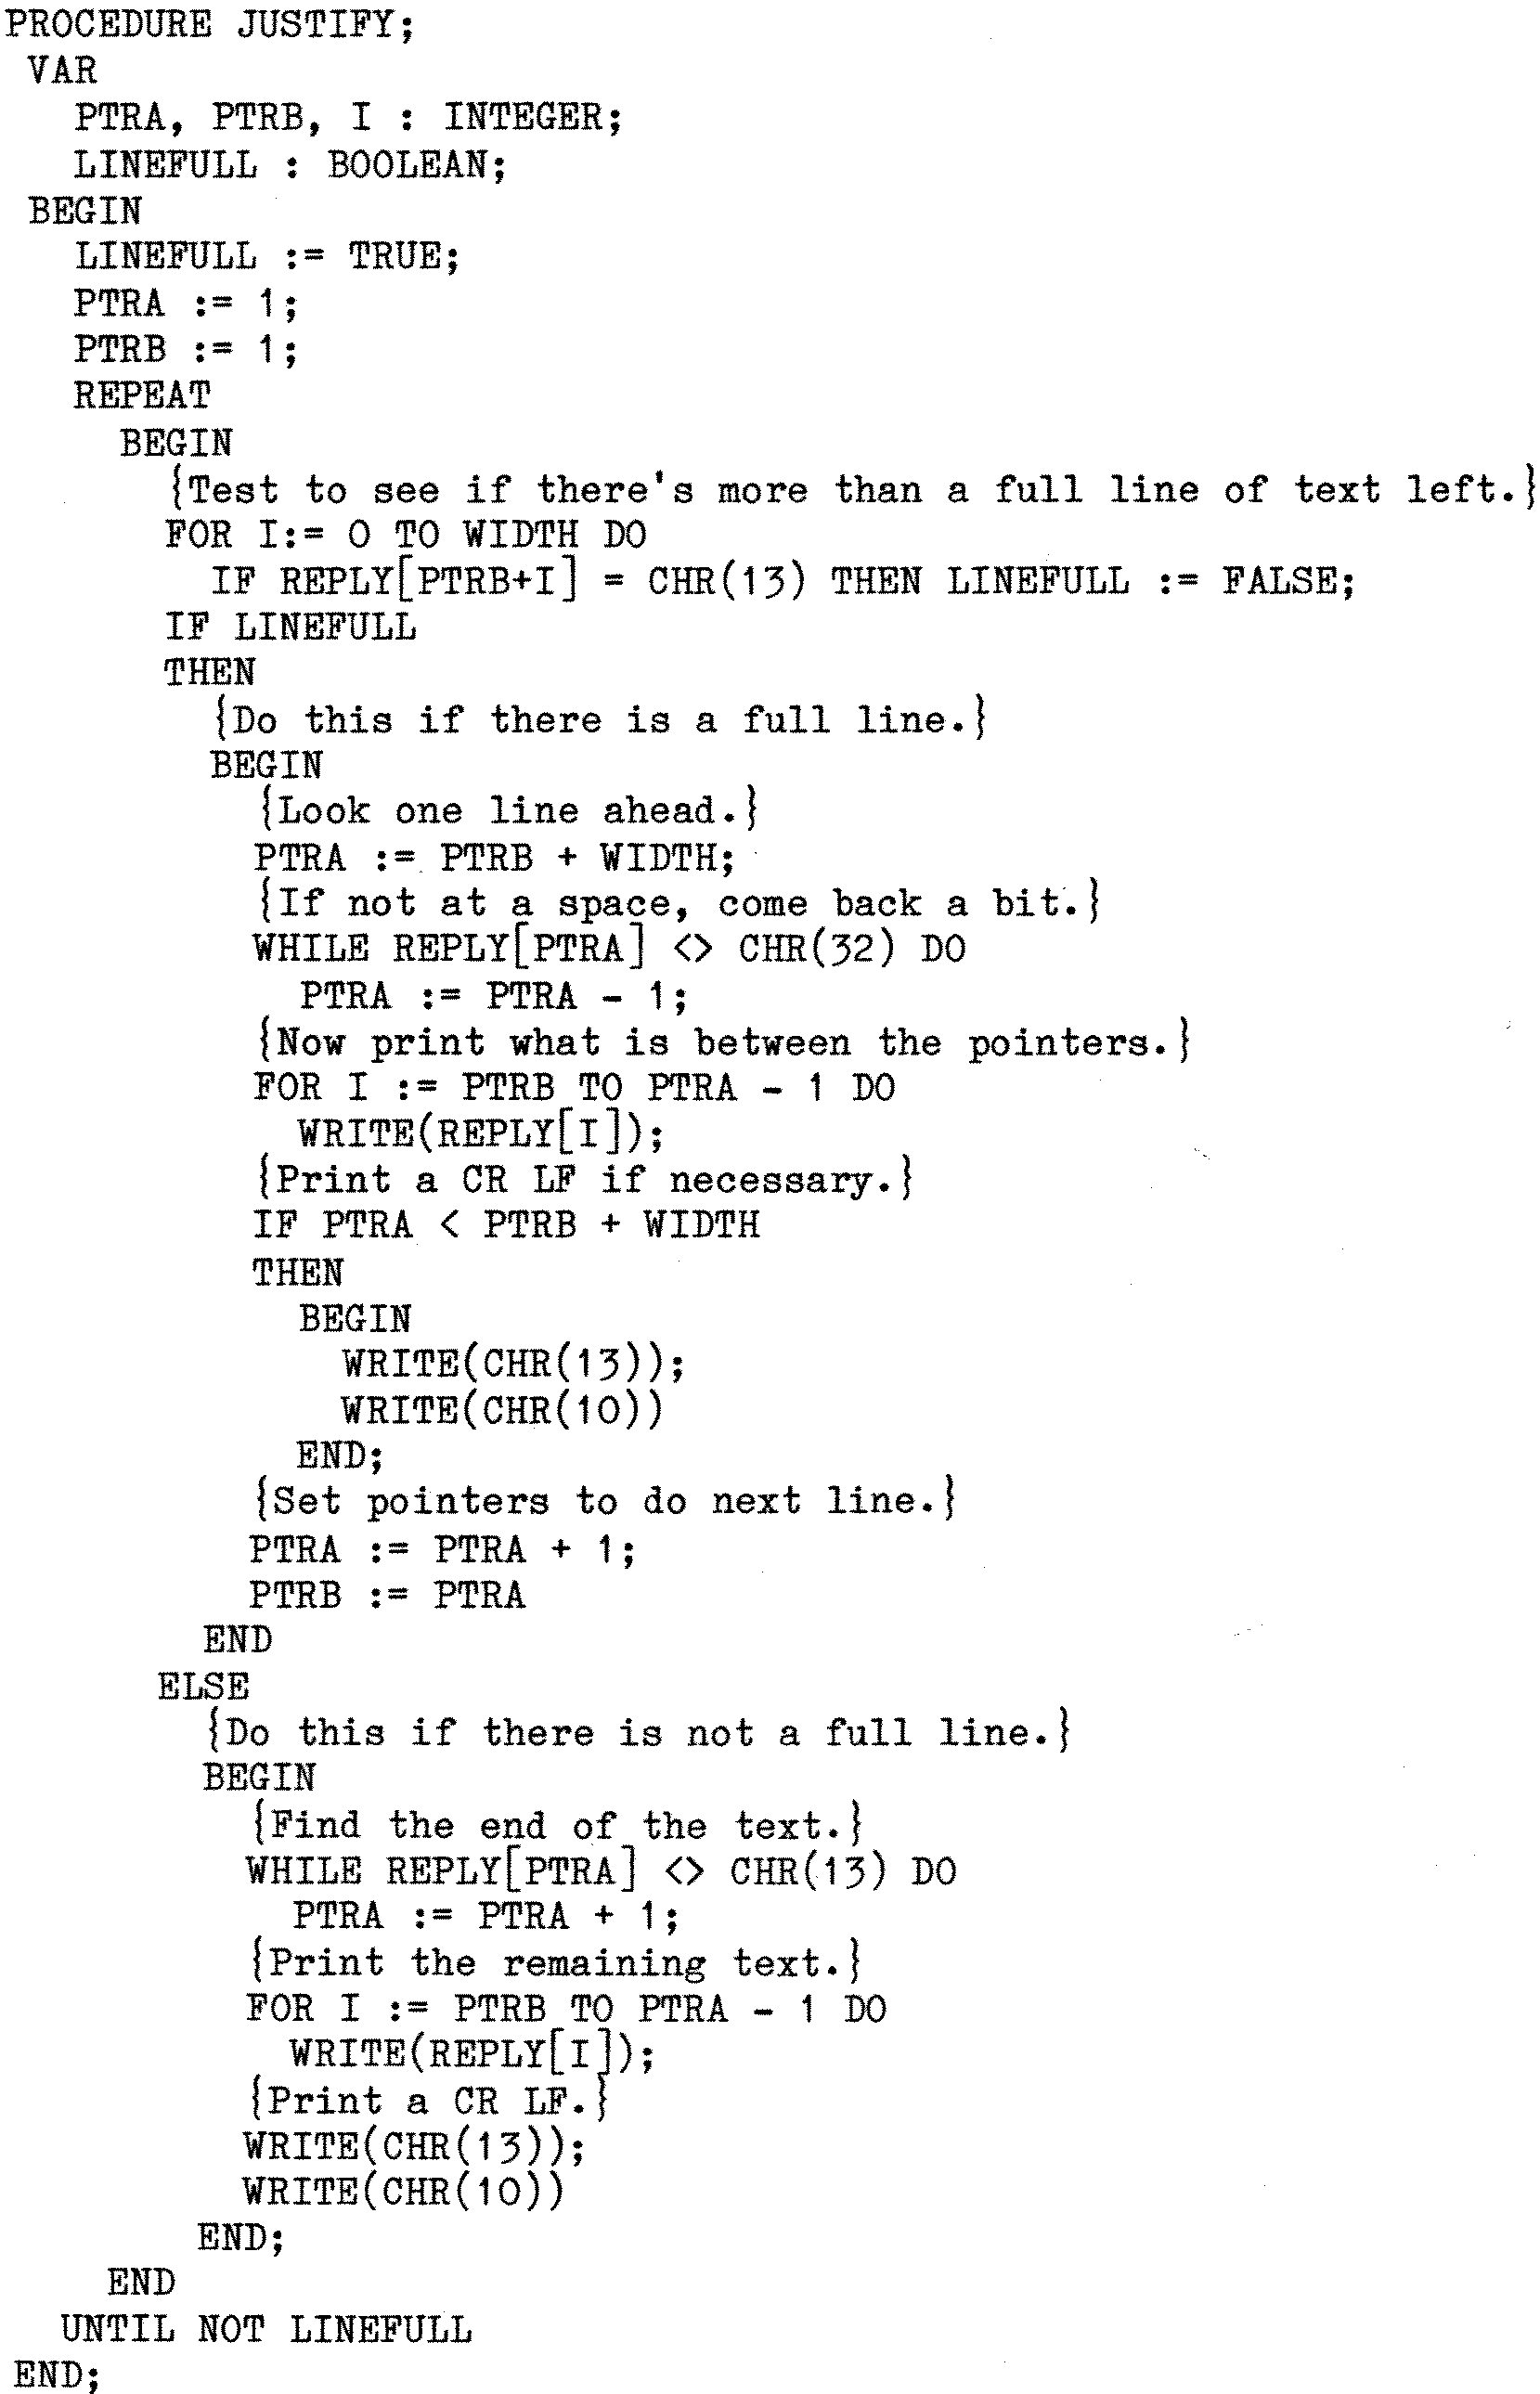 PROCEDURE JUSTIFY;
VAR
PTRA, PTRB, I : INTEGER;
LINEFULL : BOOLEAN;
BEGIN
LINEFULL := TRUE;
PTRA := 1;
PTRB := 1;
REPEAT
BEGIN
{Test to see if there's more than a full line of text left.}
FOR I:= 0 TO WIDTH DO
IF REPLY[PTRB+I] = CHR(13) THEN LINEFULL := FALSE;
IF LINEFULL
THEN
{Do this if there is a full line.}
BEGIN
{Look one line ahead.}
PTRA := PTRB + WIDTH;
{If not at a space, come back a bit.}
WHILE REPLY[PTRA] <> CHR(32) DO
PTRA := PTRA - 1;
{Now print what is between the pointers.}
FOR I := PTRB TO PTRA - 1 DO
WRITE(REPLY[I]);
{Print a CR LF if necessary.}
IF PTRA < PTRB + WIDTH
THEN
BEGIN
WRITE(CHR(13));
WRITE(CHR(10))
END;
{Set pointers to do next line.}
PTRA := PTRA + 1;
PTRB := PTRA
END
ELSE
{Do this if there is not a full line.}
BEGIN
{Find the end of the text.}
WHILE REPLY[PTRA] <> CHR(13) DO
PTRA := PTRA + 1;
{Print the remaining text.}
FOR I := PTRB TO PTRA - 1 DO
WRITE(REPLY[I]);
{Print a CR LF.}
WRITE(CHR(13));
WRITE(CHR(10))
END;
END
UNTIL NOT LINEFULL
END;